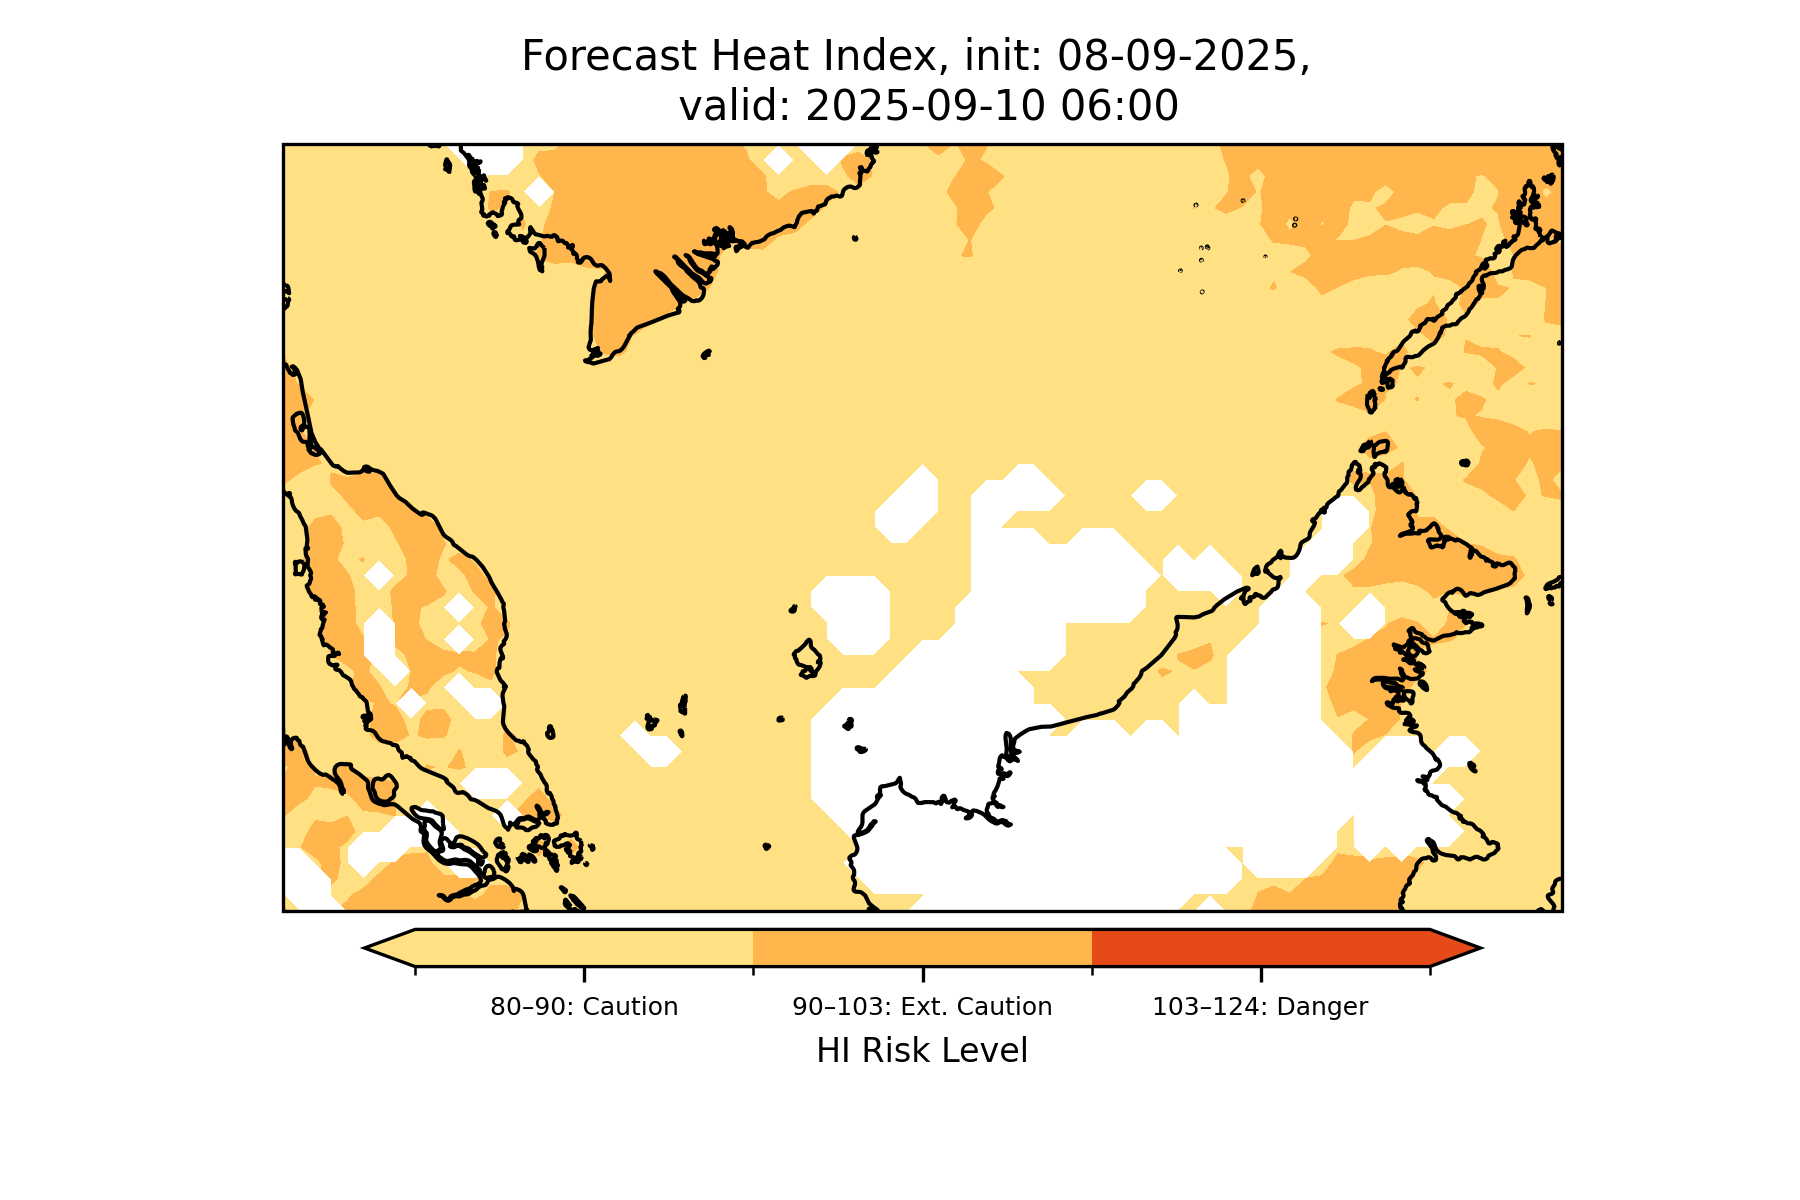 Forecast Heat Index, init: 08-09-2025,
valid: 2025-09-10 06:00
80–90: Caution
90–103: Ext. Caution
103–124: Danger
HI Risk Level